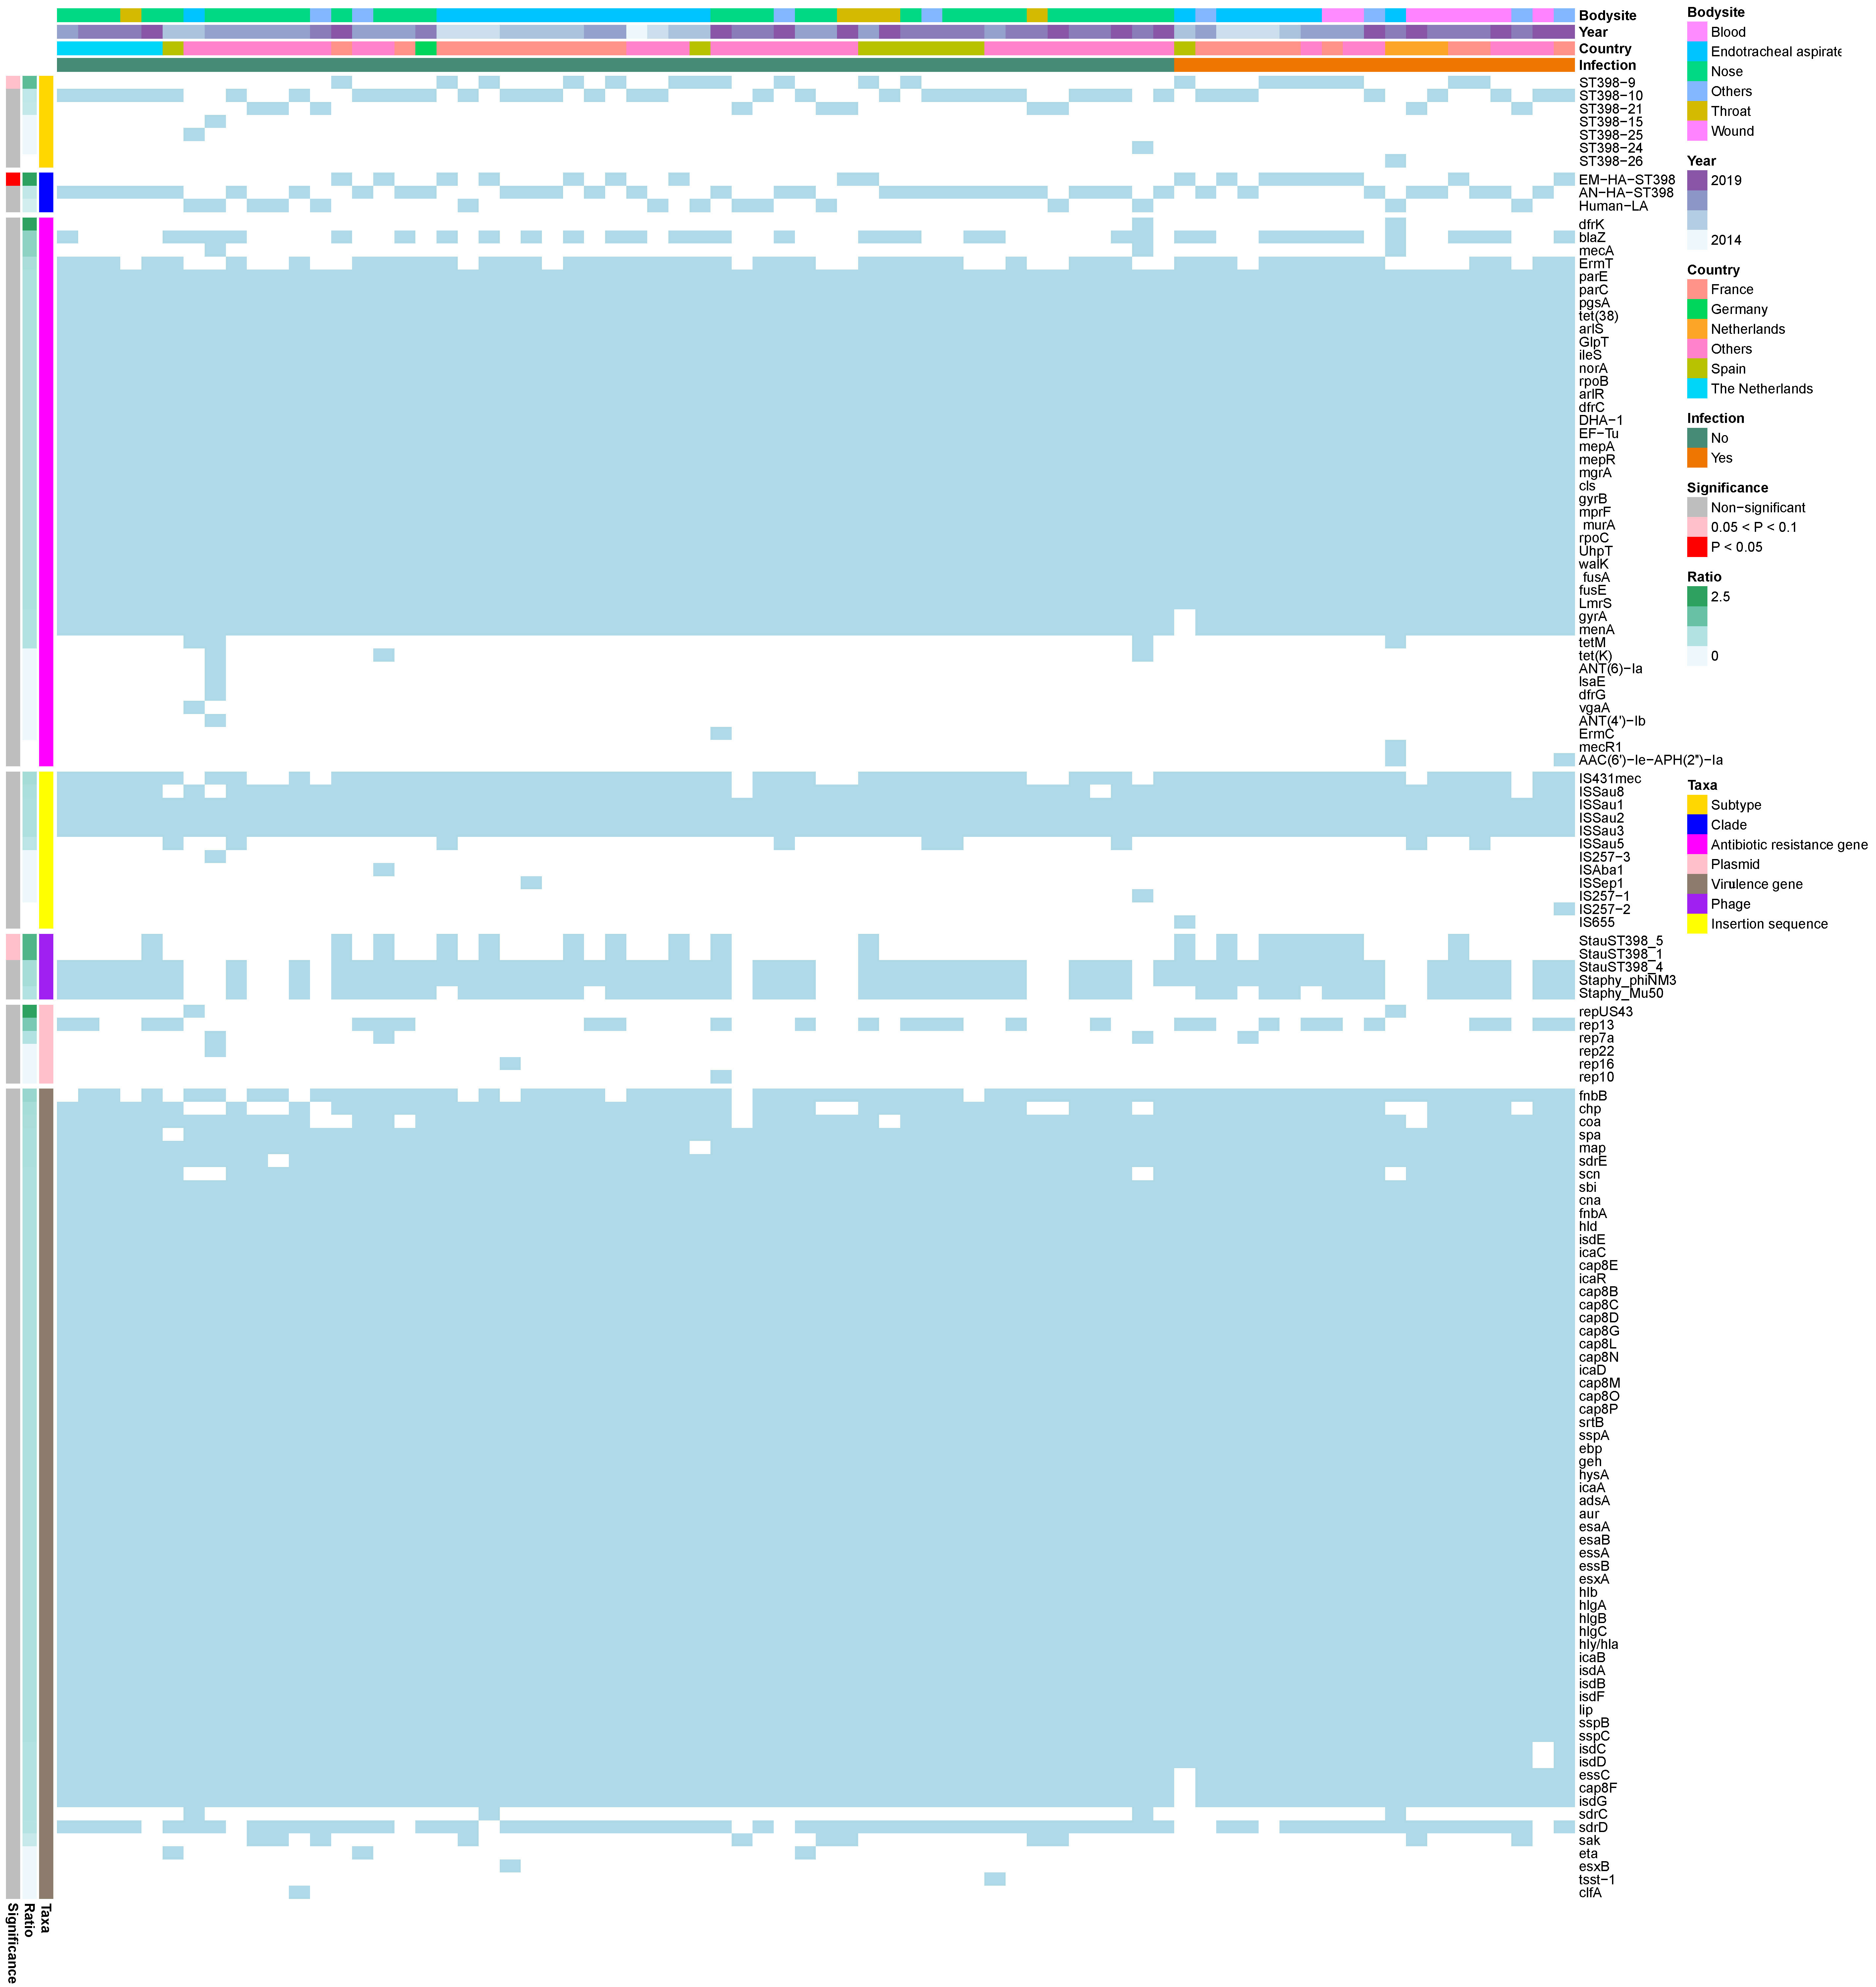 Bodysite
Year
Country
Infection
ST398−9
ST398−10
ST398−21
ST398−15
ST398−25
ST398−24
ST398−26
EM−HA−ST398
AN−HA−ST398
Human−LA
dfrK
blaZ
mecA
ErmT
parE
parC
pgsA
tet(38)
arlS
GlpT
ileS
norA
rpoB
arlR
dfrC
DHA−1
EF−Tu
mepA
mepR
mgrA
cls
gyrB
mprF
murA
rpoC
UhpT
walK
fusA
fusE
LmrS
gyrA
menA
tetM
tet(K)
ANT(6)−Ia
lsaE
dfrG
vgaA
ANT(4')−Ib
ErmC
mecR1
AAC(6')−Ie−APH(2'')−Ia
IS431mec
ISSau8
ISSau1
ISSau2
ISSau3
ISSau5
IS257−3
ISAba1
ISSep1
IS257−1
IS257−2
IS655
StauST398_5
StauST398_1
StauST398_4
Staphy_phiNM3
Staphy_Mu50
repUS43
rep13
rep7a
rep22
rep16
rep10
fnbB
chp
coa
spa
map
sdrE
scn
sbi
cna
fnbA
hld
isdE
icaC
cap8E
icaR
cap8B
cap8C
cap8D
cap8G
cap8L
cap8N
icaD
cap8M
cap8O
cap8P
srtB
sspA
ebp
geh
hysA
icaA
adsA
aur
esaA
esaB
essA
essB
esxA
hlb
hlgA
hlgB
hlgC
hly/hla
icaB
isdA
isdB
isdF
lip
sspB
sspC
isdC
isdD
essC
cap8F
isdG
sdrC
sdrD
sak
eta
esxB
tsst−1
clfA
Significance
Ratio
Taxa
Bodysite
Blood
Endotracheal aspirate
Nose
Others
Throat
Wound
Year
2019
2014
Country
France
Germany
Netherlands
Others
Spain
The Netherlands
Infection
No
Yes
Significance
Non−significant
0.05 < P < 0.1
P < 0.05
Ratio
2.5
0
Taxa
Subtype
Clade
Antibiotic resistance gene
Plasmid
Virulence gene
Phage
Insertion sequence